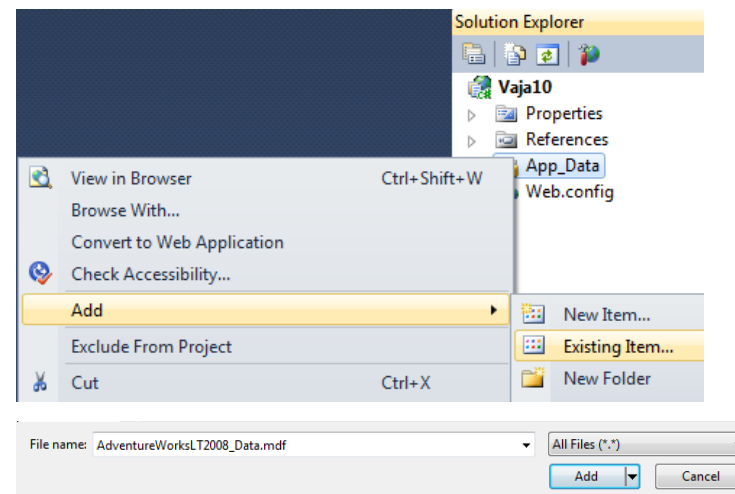 Solution Explorer
Vaja10
Properties
References
App_Data
Web.config
View in Browser Ctrl+Shift+W
Browse With...
Convert to Web Application
Check Accessibility...
Add
Exclude From Project
Cut Ctrl+X
New Item...
Existing Item...
New Folder
File name: AdventureWorksLT2008_Data.mdf All Files (*.*)
Add Cancel